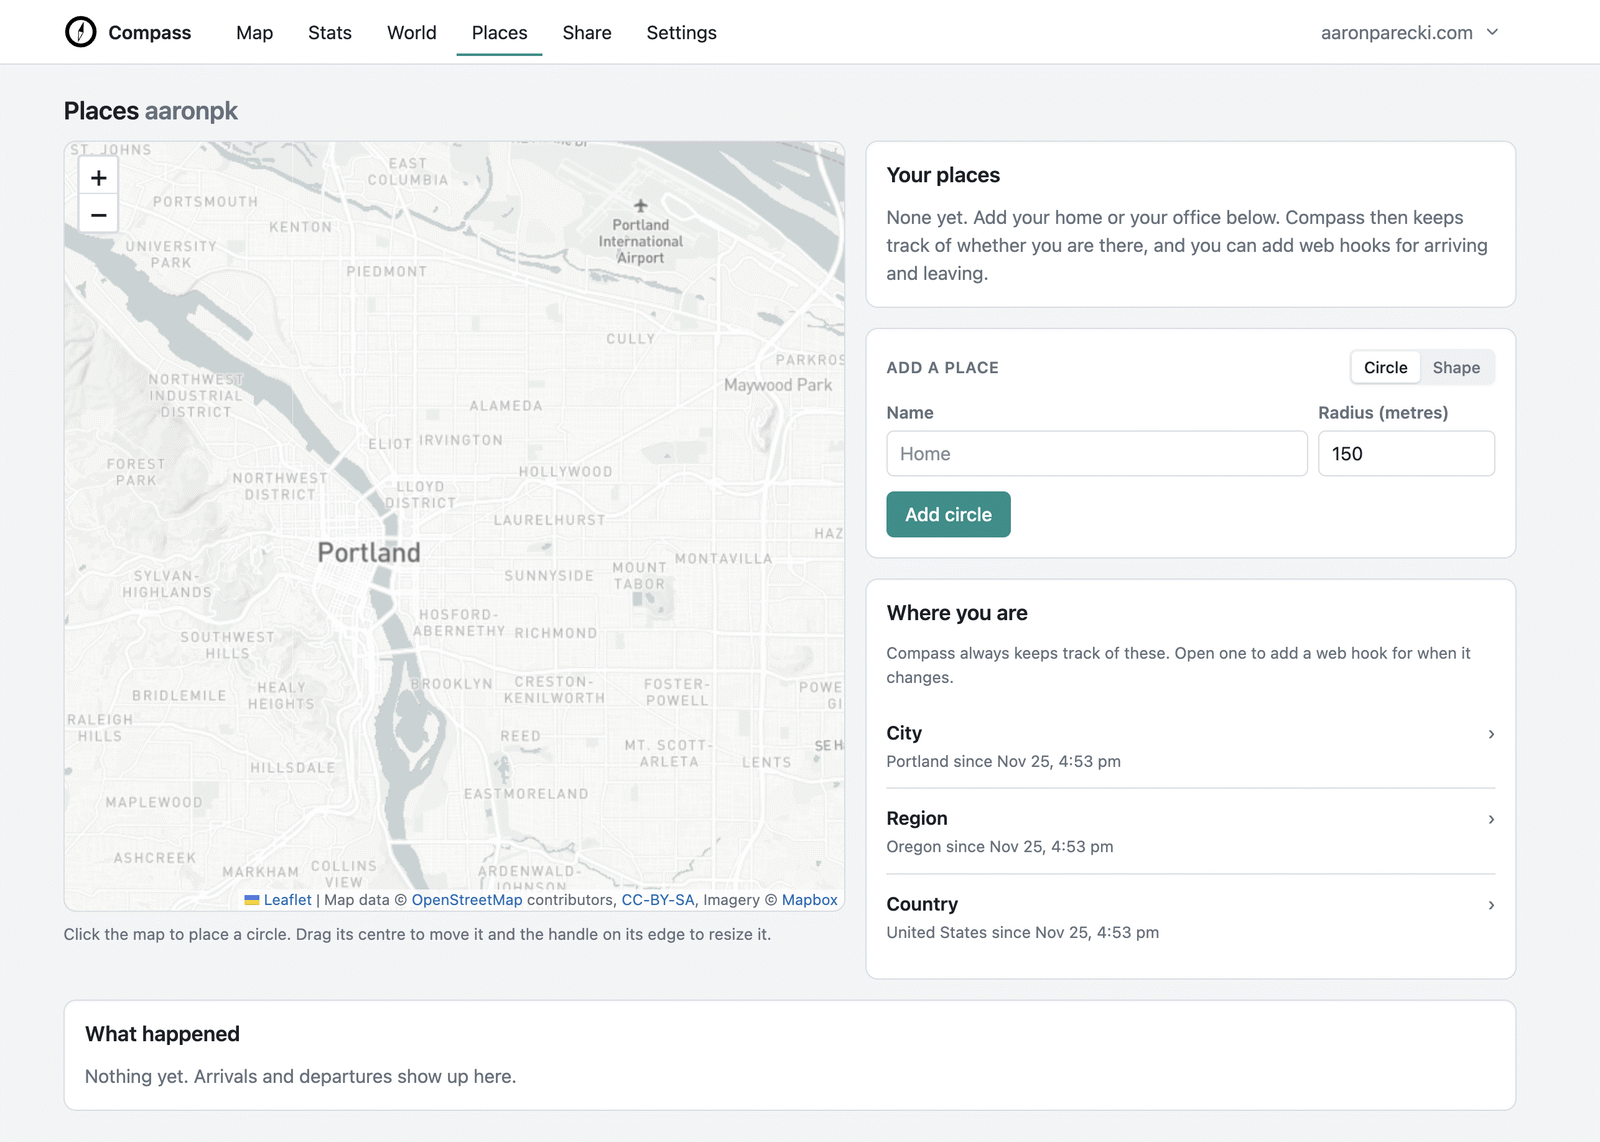 Compass
Map
Stats
World
Places
Share
Settings
aaronparecki.com
Places aaronpk
+
−
ST. JOHNS
EAST
COLUMBIA
PORTSMOUTH
KENTON
Portland
International
Airport
UNIVERSITY
PARK
PIEDMONT
CULLY
PARKROS
Maywood Park
NORTHWEST
INDUSTRIAL
DISTRICT
ALAMEDA
ELIOT
IRVINGTON
FOREST
PARK
HOLLYWOOD
NORTHWEST
DISTRICT
LLOYD
DISTRICT
LAURELHURST
HAZ
Portland
MONTAVILLA
SYLVAN-
HIGHLANDS
SUNNYSIDE
MOUNT
TABOR
HOSFORD-
ABERNETHY
RICHMOND
SOUTHWEST
HILLS
BROOKLYN
CRESTON-
KENILWORTH
FOSTER-
POWELL
POWE
GI
BRIDLEMILE
HEALY
HEIGHTS
RALEIGH
HILLS
REED
MT. SCOTT-
ARLETA
SE H
LENTS
HILLSDALE
EASTMORELAND
MAPLEWOOD
ASHCREEK
MARKHAM
COLLINS
VIEW
ARDENWALD-
JOHNSON
Leaflet | Map data © OpenStreetMap contributors, CC-BY-SA, Imagery © Mapbox
Click the map to place a circle. Drag its centre to move it and the handle on its edge to resize it.
Your places
None yet. Add your home or your office below. Compass then keeps
track of whether you are there, and you can add web hooks for arriving
and leaving.
ADD A PLACE
Circle
Shape
Name
Radius (metres)
Home
150
Add circle
Where you are
Compass always keeps track of these. Open one to add a web hook for when it
changes.
City
Portland since Nov 25, 4:53 pm
Region
Oregon since Nov 25, 4:53 pm
Country
United States since Nov 25, 4:53 pm
What happened
Nothing yet. Arrivals and departures show up here.